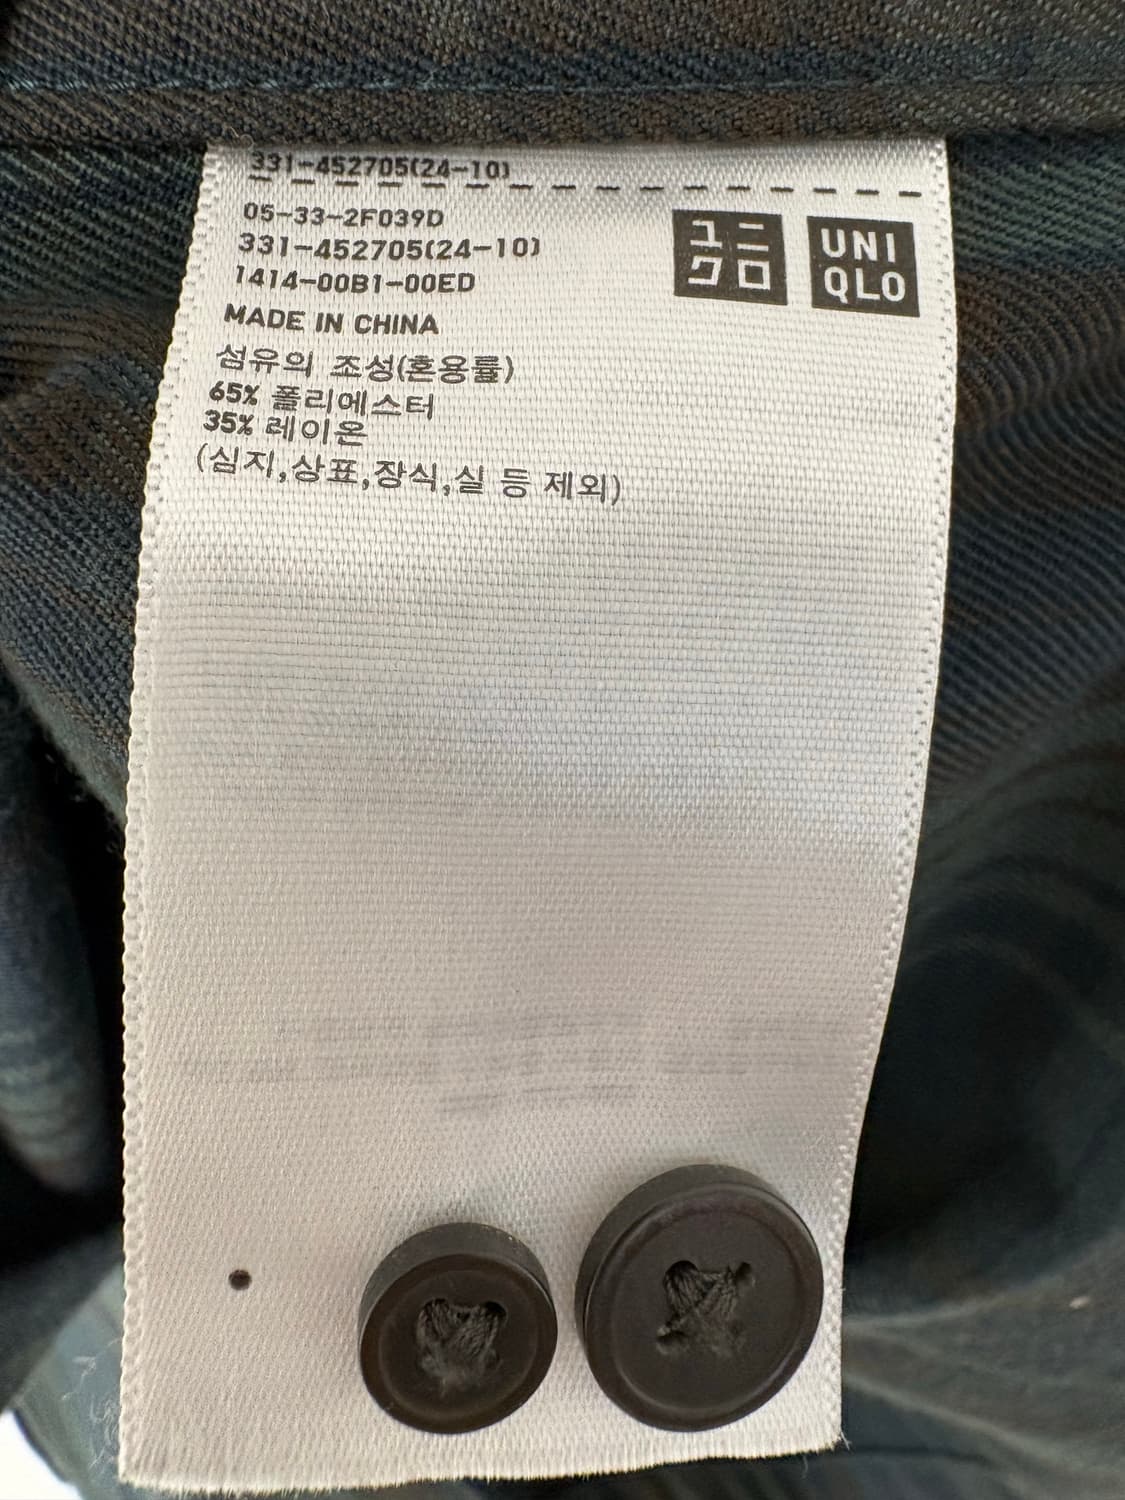 331-452705(24-10)
05-33-2F039D
331-452705(24-10)
1414-00B1-00ED
MADE IN CHINA
섬유의 조성(혼용률)
65% 폴리에스터
35% 레이온
(심지,상표,장식,실 등 제외)
ユニ
クロ
UNI
QLO